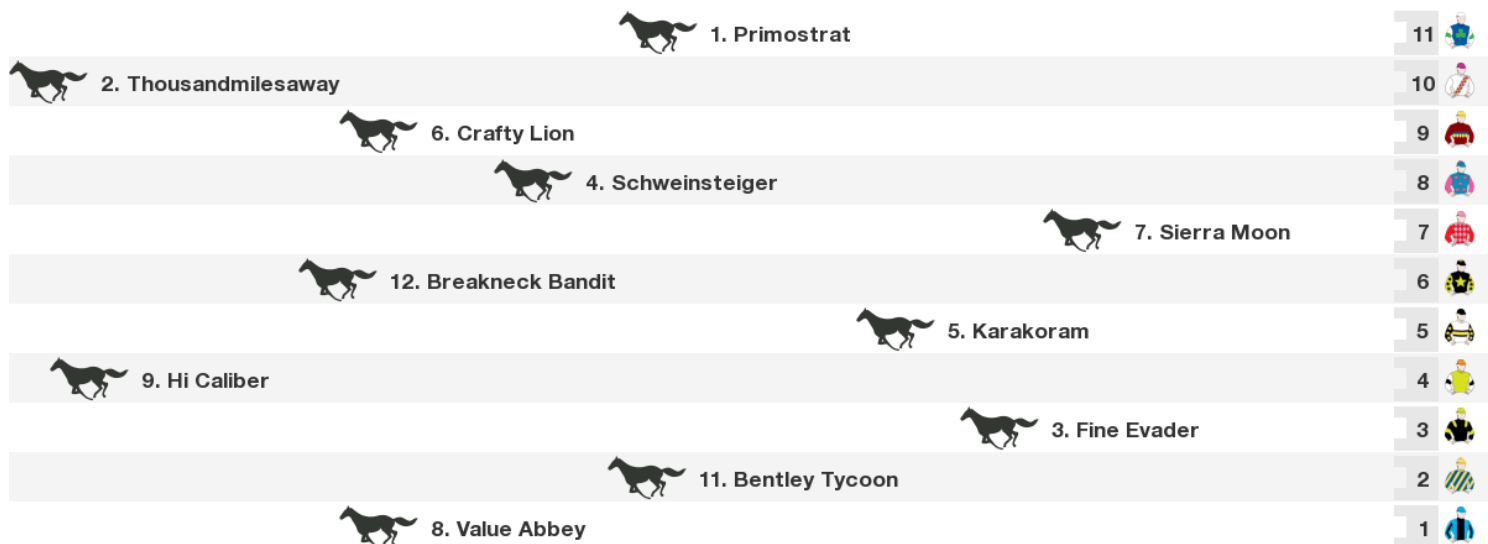 1. Primostrat 11
2. Thousandmilesaway 10
6. Crafty Lion 9
4. Schweinsteiger 8
7. Sierra Moon 7
12. Breakneck Bandit 6
5. Karakoram 5
9. Hi Caliber 4
3. Fine Evader 3
11. Bentley Tycoon 2
8. Value Abbey 1